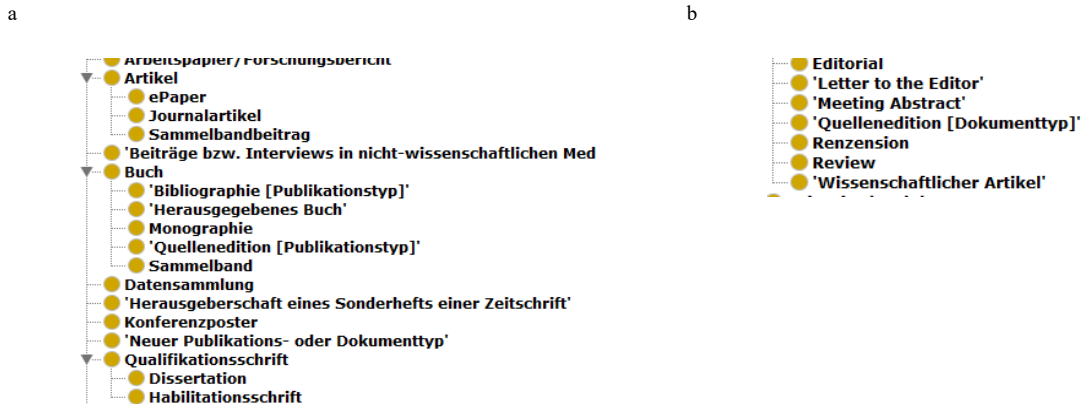 a
Arbeitspapier/Forschungsbericht
Artikel
ePaper
Journalartikel
Sammelbandbeitrag
'Beiträge bzw. Interviews in nicht-wissenschaftlichen Med
Buch
'Bibliographie [Publikationstyp]'
'Herausgegebenes Buch'
Monographie
'Quellenedition [Publikationstyp]'
Sammelband
Datensammlung
'Herausgeberschaft eines Sonderhefts einer Zeitschrift'
Konferenzposter
'Neuer Publikations- oder Dokumenttyp'
Qualifikationsschrift
Dissertation
Habilitationsschrift
b
Editorial
'Letter to the Editor'
'Meeting Abstract'
'Quellenedition [Dokumenttyp]'
Renzension
Review
'Wissenschaftlicher Artikel'